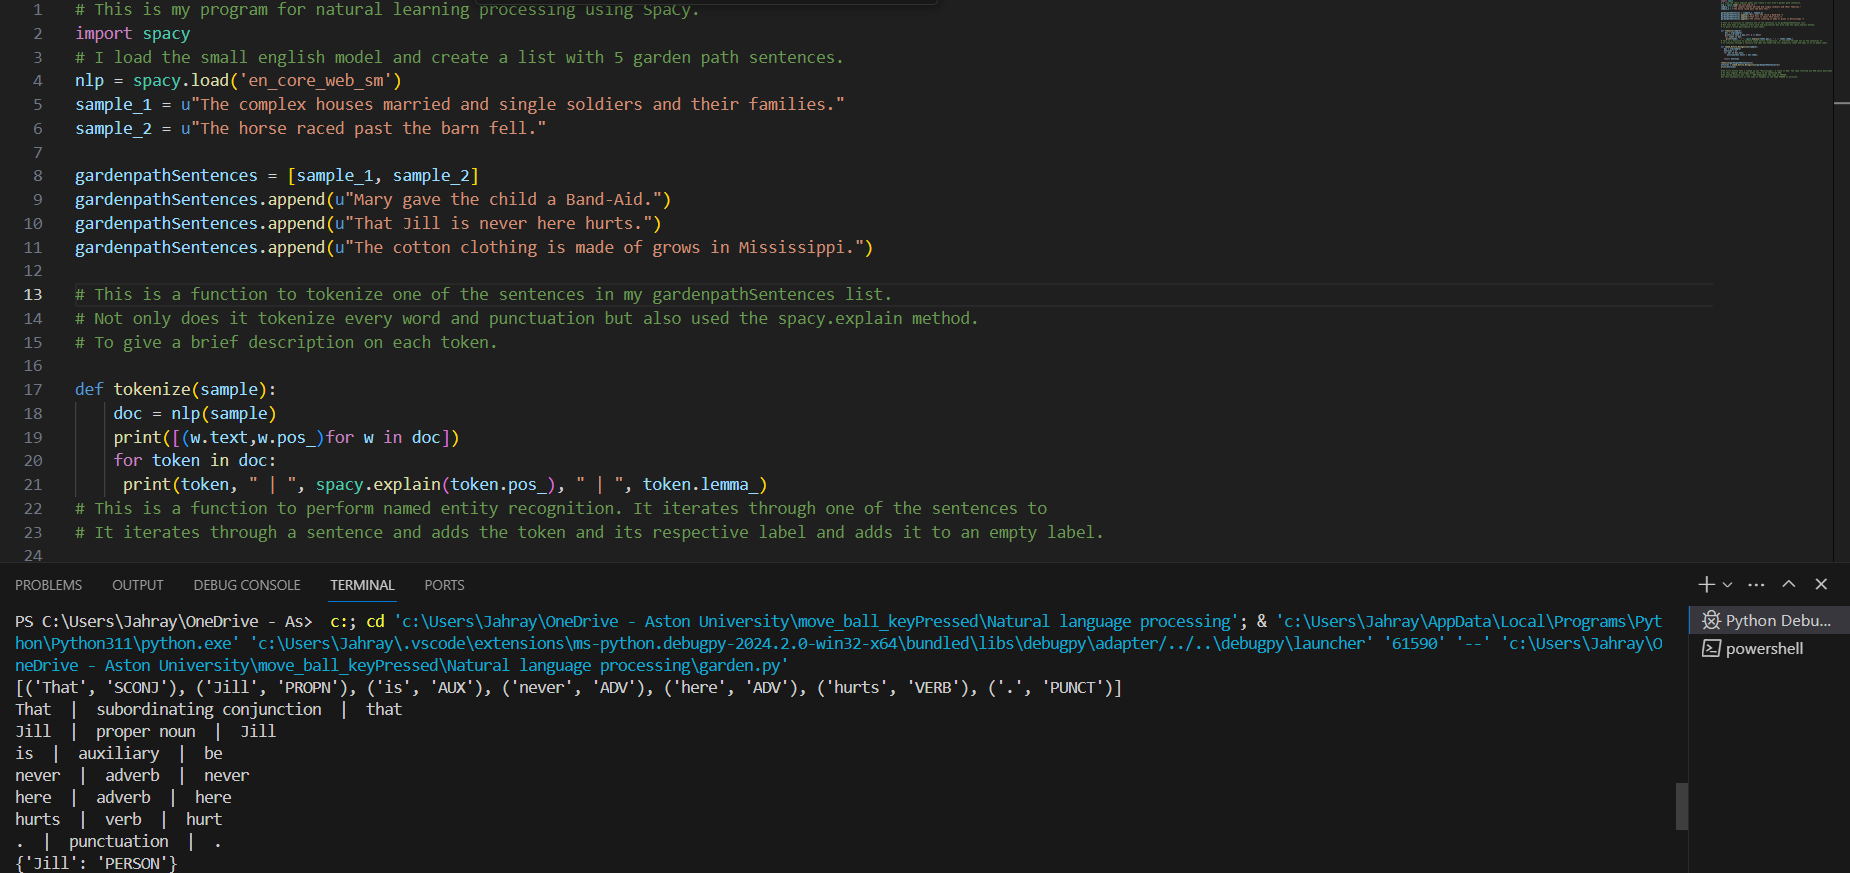 1 # This is my program for natural learning processing using SpaCy.
2 import spacy
3 # I load the small english model and create a list with 5 garden path sentences.
4 nlp = spacy.load('en_core_web_sm')
5 sample_1 = u"The complex houses married and single soldiers and their families."
6 sample_2 = u"The horse raced past the barn fell."
7
8 gardenpathSentences = [sample_1, sample_2]
9 gardenpathSentences.append(u"Mary gave the child a Band-Aid.")
10 gardenpathSentences.append(u"That Jill is never here hurts.")
11 gardenpathSentences.append(u"The cotton clothing is made of grows in Mississippi.")
12
13 # This is a function to tokenize one of the sentences in my gardenpathSentences list.
14 # Not only does it tokenize every word and punctuation but also used the spacy.explain method.
15 # To give a brief description on each token.
16
17 def tokenize(sample):
18     doc = nlp(sample)
19     print([(w.text,w.pos_)for w in doc])
20     for token in doc:
21      print(token, " | ", spacy.explain(token.pos_), " | ", token.lemma_)
22 # This is a function to perform named entity recognition. It iterates through one of the sentences to
23 # It iterates through a sentence and adds the token and its respective label and adds it to an empty label.
24
PROBLEMS OUTPUT DEBUG CONSOLE TERMINAL PORTS
PS C:\Users\Jahray\OneDrive - As>  c:; cd 'c:\Users\Jahray\OneDrive - Aston University\move_ball_keyPressed\Natural language processing'; & 'c:\Users\Jahray\AppData\Local\Programs\Pyt
hon\Python311\python.exe' 'c:\Users\Jahray\.vscode\extensions\ms-python.debugpy-2024.2.0-win32-x64\bundled\libs\debugpy\adapter/../..\debugpy\launcher' '61590' '--' 'c:\Users\Jahray\O
neDrive - Aston University\move_ball_keyPressed\Natural language processing\garden.py'
[('That', 'SCONJ'), ('Jill', 'PROPN'), ('is', 'AUX'), ('never', 'ADV'), ('here', 'ADV'), ('hurts', 'VERB'), ('.', 'PUNCT')]
That  |  subordinating conjunction  |  that
Jill  |  proper noun  |  Jill
is  |  auxiliary  |  be
never  |  adverb  |  never
here  |  adverb  |  here
hurts  |  verb  |  hurt
.  |  punctuation  |  .
{'Jill': 'PERSON'}
Python Debu...
powershell